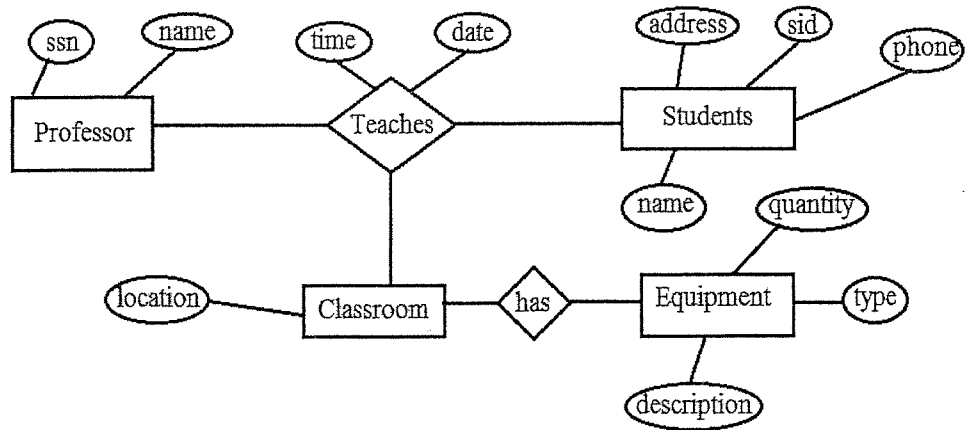 ssn
name
time
date
address
sid
phone
Professor
Teaches
Students
name
quantity
location
Classroom
has
Equipment
type
description